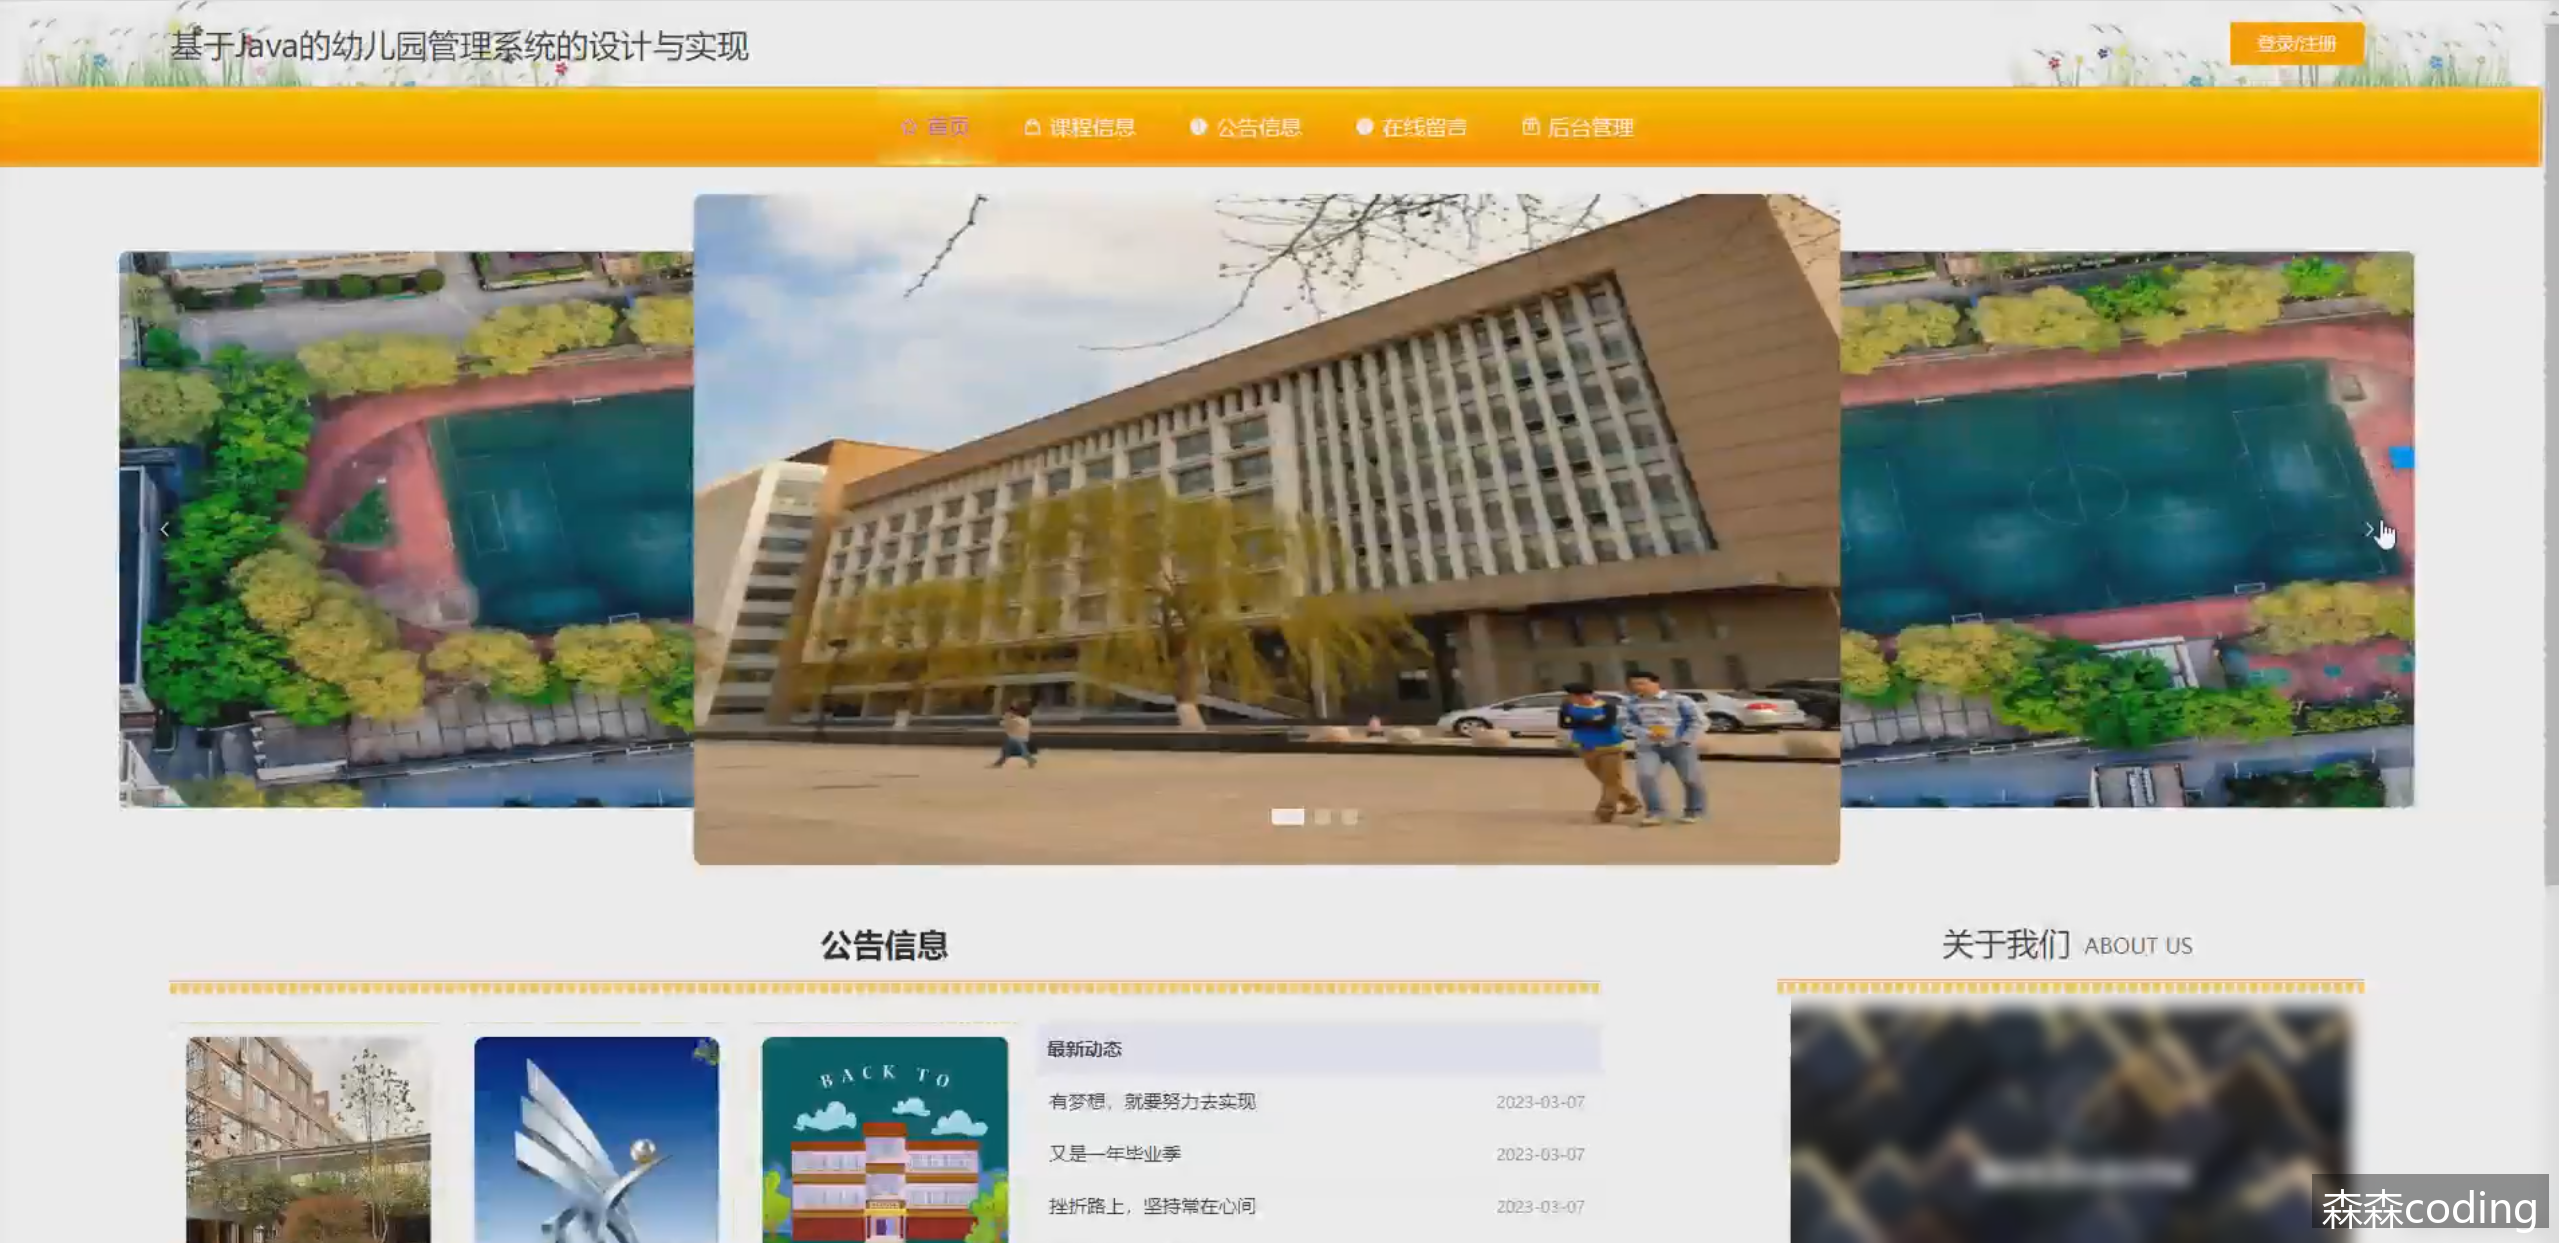 基于Java的幼儿园管理系统的设计与实现
登录/注册
首页
课程信息
公告信息
在线留言
后台管理
公告信息
关于我们 ABOUT US
BACK TO
最新动态
有梦想，就要努力去实现 2023-03-07
又是一年毕业季 2023-03-07
挫折路上，坚持常在心间 2023-03-07
森森coding